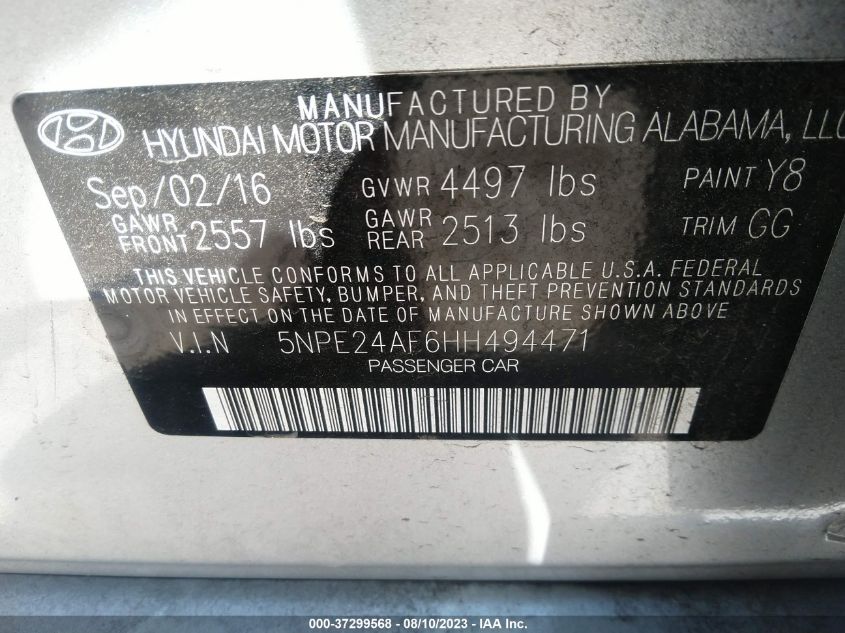 MANUFACTURED BY
HYUNDAI MOTOR MANUFACTURING ALABAMA, LLC
Sep/02/16 GVWR 4497 lbs PAINT Y8
GAWR FRONT 2557 lbs GAWR REAR 2513 lbs TRIM GG
THIS VEHICLE CONFORMS TO ALL APPLICABLE U.S.A. FEDERAL
MOTOR VEHICLE SAFETY, BUMPER, AND THEFT PREVENTION STANDARDS
IN EFFECT ON THE DATE OF MANUFACTURE SHOWN ABOVE
V.I.N 5NPE24AF6HH494471
PASSENGER CAR
000-37299568 - 08/10/2023 - © IAA Inc.